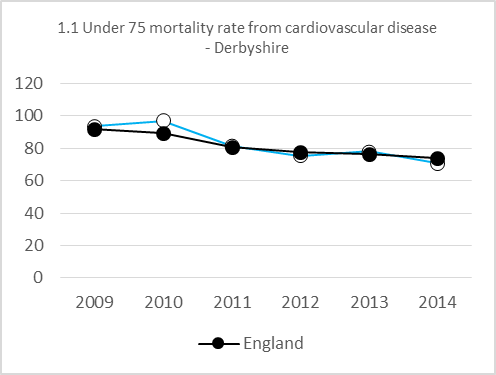 1.1 Under 75 mortality rate from cardiovascular disease
- Derbyshire
120
100
80
60
40
20
0
2009 2010 2011 2012 2013 2014
England